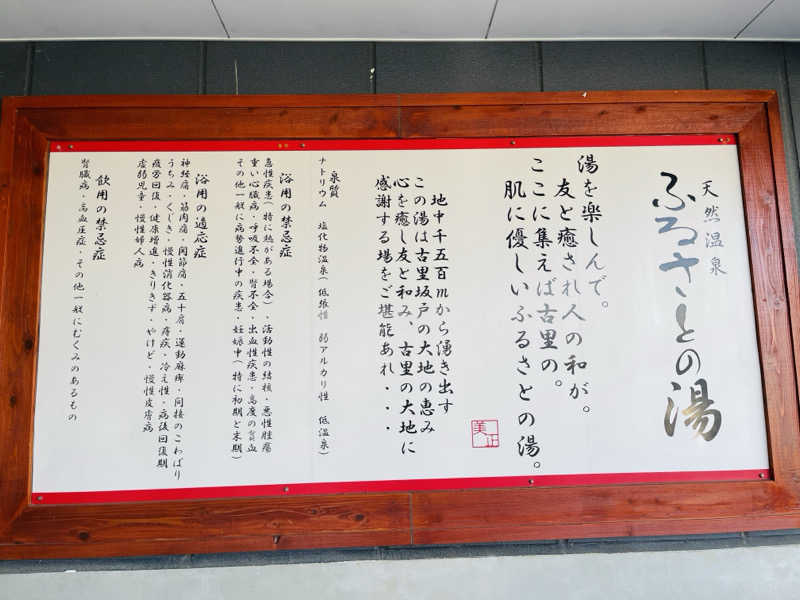 天然温泉
ふるさとの湯
湯を楽しんで。
友と癒され人の和が。
ここに集えば古里の。
肌に優しいふるさとの湯。
地中千五百mから湧き出す
この湯は古里坂戸の大地の恵み
心を癒し友と和み、古里の大地に
感謝する場をご堪能あれ・・・
美正
泉質
ナトリウム 塩化物温泉(低張性 弱アルカリ性 低温泉)
浴用の禁忌症
急性疾患(特に熱がある場合)・活動性の結核・悪性腫瘍
重い心臓病・呼吸不全・腎不全・出血性疾患・高度の貧血
その他一般に病勢進行中の疾患・妊娠中(特に初期と末期)
浴用の適応症
神経痛・筋肉痛・関節痛・五十肩・運動麻痺・間接のこわばり
うちみ・くじき・慢性消化器病・痔疾・冷え性・病後回復期
疲労回復・健康増進・きりきず・やけど・慢性皮膚病
虚弱児童・慢性婦人病
飲用の禁忌症
腎臓病・高血圧症・その他一般にむくみのあるもの